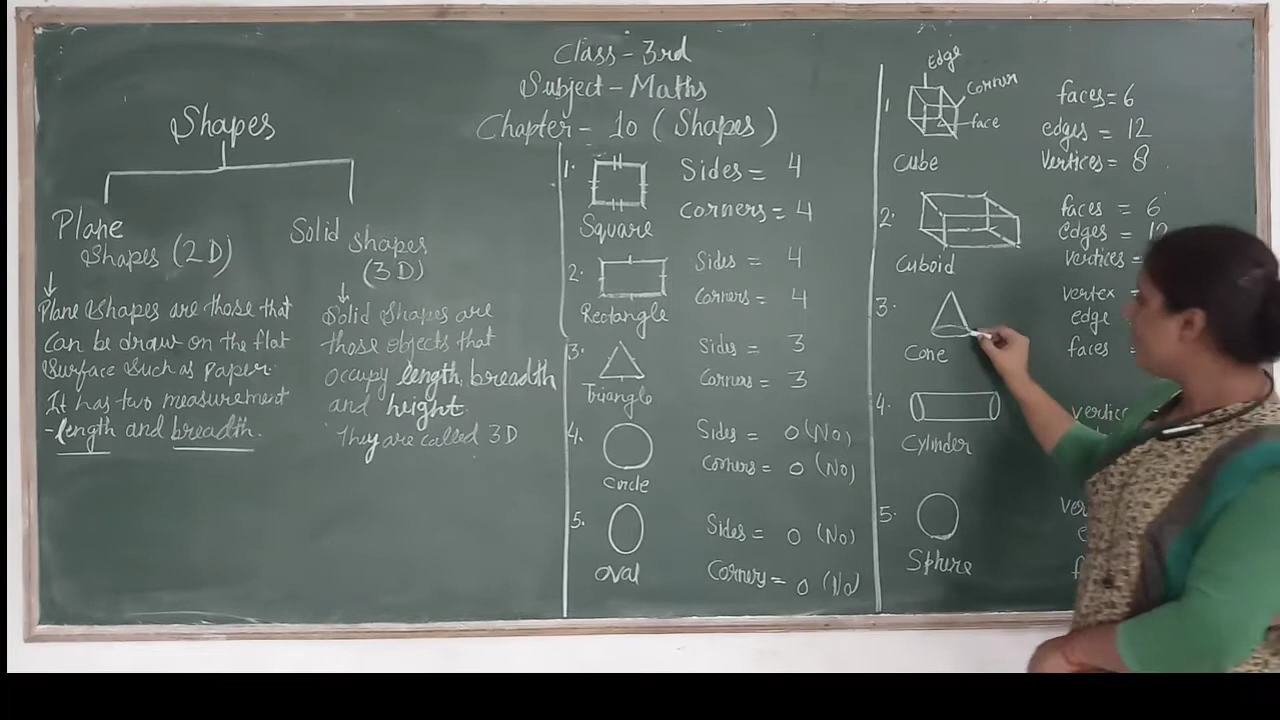 Class - 3rd
Subject - Maths
Chapter - 10 (Shapes)
Shapes
Plane
Shapes (2D)
Plane Shapes are those that
can be draw on the flat
Surface such as paper.
It has two measurement
- length and breadth.
Solid
shapes
(3D)
Solid Shapes are
those objects that
occupy length, breadth
and height.
They are called 3D
1.
Square
Sides = 4
Corners = 4
2.
Rectangle
Sides = 4
Corners = 4
3.
Triangle
Sides = 3
Corners = 3
4.
Circle
Sides = 0 (No)
Corners = 0 (No)
5.
Oval
Sides = 0 (No)
Corners = 0 (No)
1
Edge
Corner
face
Cube
faces = 6
edges = 12
Vertices = 8
2.
Cuboid
faces = 6
edges = 12
vertices =
3.
Cone
vertex =
edge
faces =
4.
Cylinder
5.
Sphere